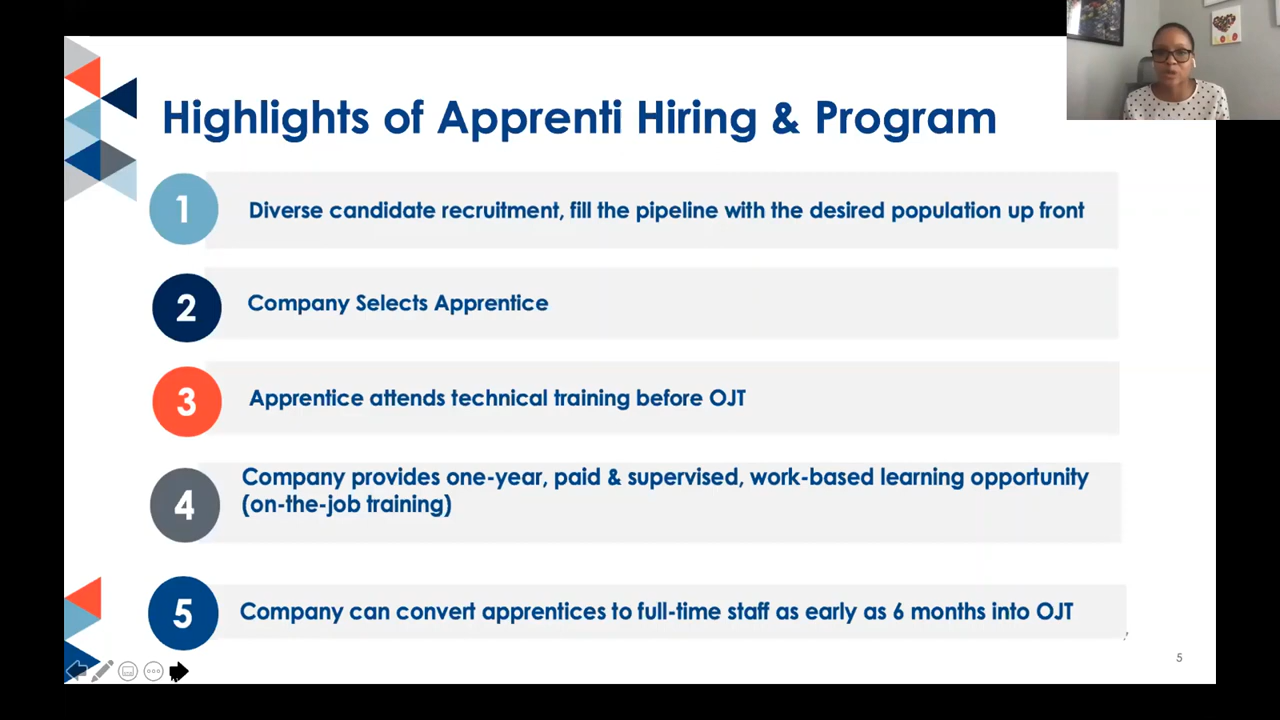 Highlights of Apprenti Hiring & Program
1
Diverse candidate recruitment, fill the pipeline with the desired population up front
2
Company Selects Apprentice
3
Apprentice attends technical training before OJT
4
Company provides one-year, paid & supervised, work-based learning opportunity
(on-the-job training)
5
Company can convert apprentices to full-time staff as early as 6 months into OJT
5